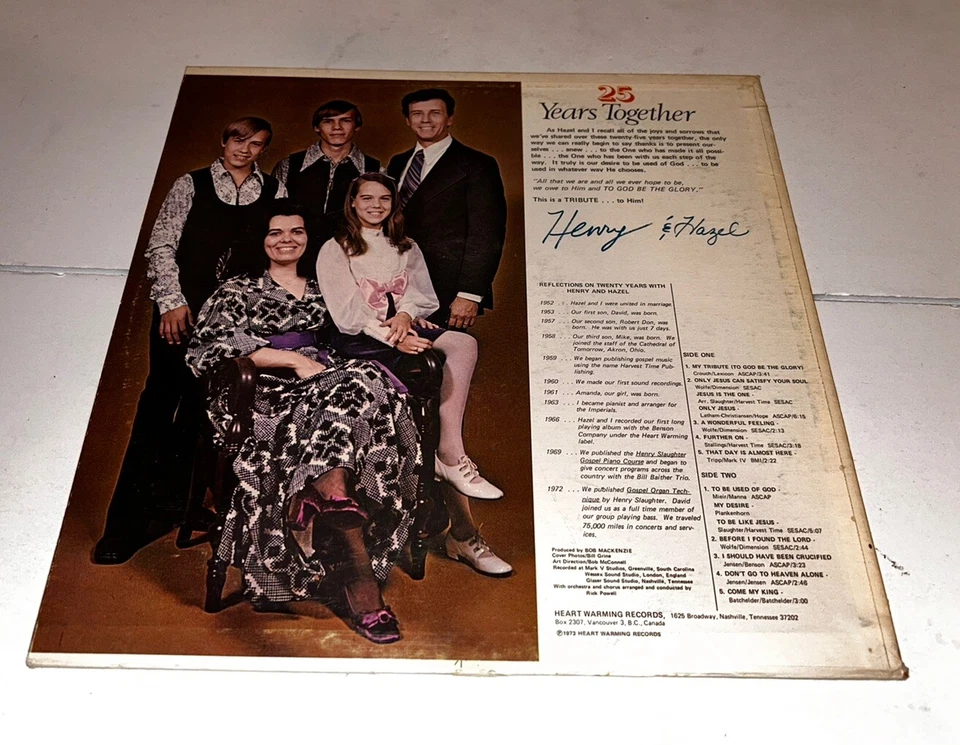 25
Years Together
As Hazel and I recall all of the joys and sorrows that
we've shared over these twenty-five years together, the only
way we can really begin to say thanks is to present our-
selves . . . anew . . . to the One who has made it all possi-
ble . . . the One who has been with us each step of the
way. It truly is our desire to be used of God . . . to be
used in whatever way He chooses.
"All that we are and all we ever hope to be,
we owe to Him and TO GOD BE THE GLORY."
This is a TRIBUTE . . . to Him!
Henry & Hazel
REFLECTIONS ON TWENTY YEARS WITH
HENRY AND HAZEL
1952 . . . Hazel and I were united in marriage.
1953 . . . Our first son, David, was born.
1957 . . . Our second son, Robert Don, was
born. He was with us just 7 days.
1958 . . . Our third son, Mike, was born. We
joined the staff of the Cathedral of
Tomorrow, Akron, Ohio.
1959 . . . We began publishing gospel music
using the name Harvest Time Pub-
lishing.
1960 . . . We made our first sound recordings.
1961 . . . Amanda, our girl, was born.
1963 . . . I became pianist and arranger for
the Imperials.
1966 . . . Hazel and I recorded our first long
playing album with the Benson
Company under the Heart Warming
label.
1969 . . . We published the Henry Slaughter
Gospel Piano Course and began to
give concert programs across the
country with the Bill Gaither Trio.
1972 . . . We published Gospel Organ Tech-
nique by Henry Slaughter. David
joined us as a full time member of
our group playing bass. We traveled
75,000 miles in concerts and serv-
ices.
SIDE ONE
1. MY TRIBUTE (TO GOD BE THE GLORY)
Crouch/Lexicon ASCAP/3:41
2. ONLY JESUS CAN SATISFY YOUR SOUL
Wolfe/Dimension SESAC
JESUS IS THE ONE -
Arr. Slaughter/Harvest Time SESAC
ONLY JESUS -
Latham-Christiansen/Hope ASCAP/6:15
3. A WONDERFUL FEELING -
Wolfe/Dimension SESAC/2:13
4. FURTHER ON -
Stallings/Harvest Time SESAC/3:18
5. THAT DAY IS ALMOST HERE -
Tripp/Mark IV BMI/2:22
SIDE TWO
1. TO BE USED OF GOD -
Mieir/Manna ASCAP
MY DESIRE -
Plankenhorn
TO BE LIKE JESUS -
Slaughter/Harvest Time SESAC/5:07
2. BEFORE I FOUND THE LORD -
Wolfe/Dimension SESAC/2:44
3. I SHOULD HAVE BEEN CRUCIFIED
Jensen/Benson ASCAP/3:23
4. DON'T GO TO HEAVEN ALONE -
Jensen/Jensen ASCAP/2:46
5. COME MY KING -
Batchelder/Batchelder/3:00
Produced by BOB MACKENZIE
Cover Photos/Bill Grine
Art Direction/Bob McConnell
Recorded at Mark V Studios, Greenville, South Carolina
Wessex Sound Studio, London, England
Glaser Sound Studio, Nashville, Tennessee
With orchestra and chorus arranged and conducted by
Rick Powell
HEART WARMING RECORDS, 1625 Broadway, Nashville, Tennessee 37202
Box 2307, Vancouver 3, B.C., Canada
Ⓟ1973 HEART WARMING RECORDS